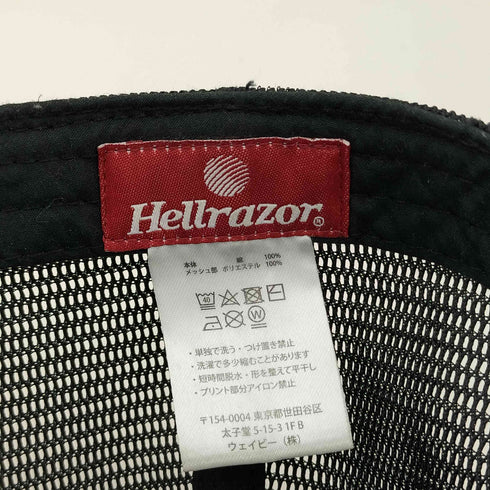 Hellrazor®
本体 綿 100%
メッシュ部 ポリエステル 100%
40
W
・単独で洗う・つけ置き禁止
・洗濯で多少縮むことがあります
・短時間脱水・形を整えて平干し
・プリント部分アイロン禁止
〒154-0004 東京都世田谷区
太子堂 5-15-3 1F B
ウェイビー（株）